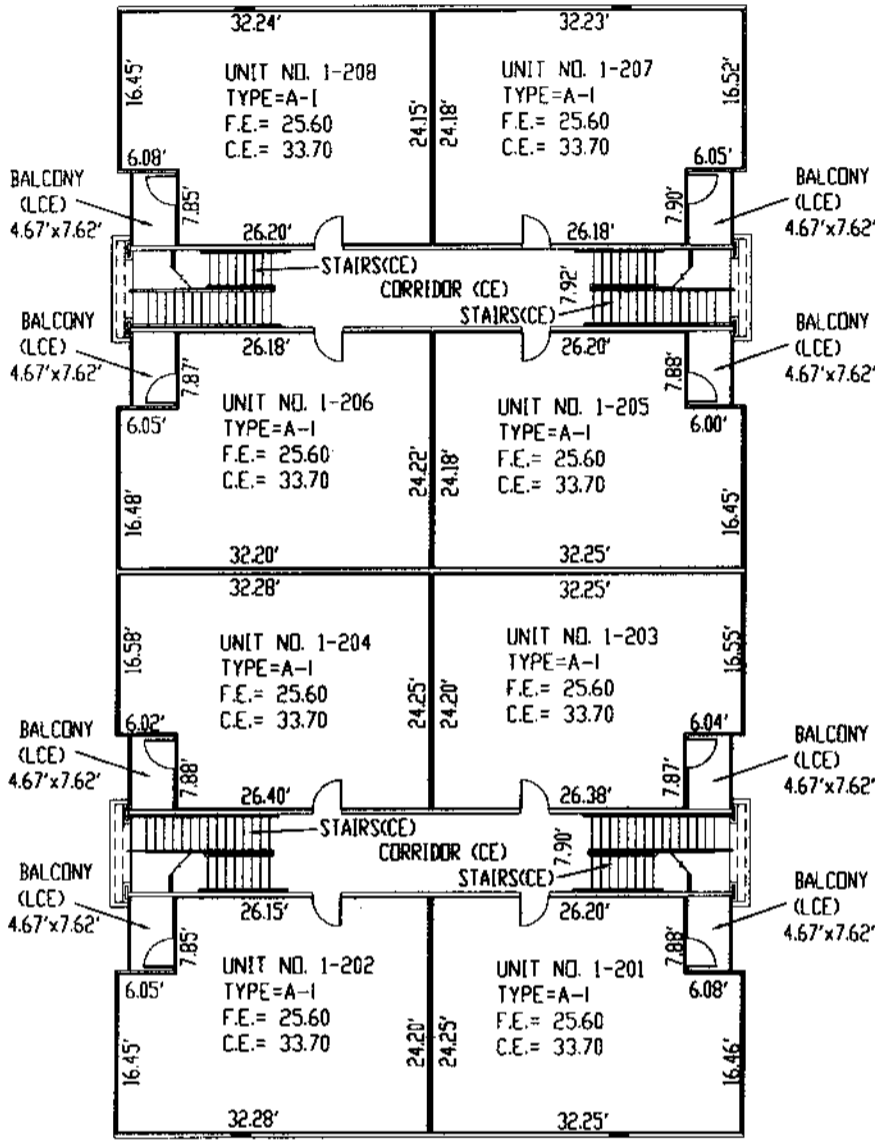 32.24'
32.23'
16.45'
UNIT NO. 1-208
TYPE=A-1
F.E.= 25.60
C.E.= 33.70
24.15'
24.18'
UNIT NO. 1-207
TYPE=A-1
F.E.= 25.60
C.E.= 33.70
16.52'
6.08'
6.05'
BALCONY
(LCE)
4.67'x7.62'
7.85'
26.20'
26.18'
7.90'
BALCONY
(LCE)
4.67'x7.62'
STAIRS(CE)
CORRIDOR (CE)
7.92'
STAIRS(CE)
BALCONY
(LCE)
4.67'x7.62'
7.87'
26.18'
26.20'
7.88'
BALCONY
(LCE)
4.67'x7.62'
6.05'
6.00'
16.48'
UNIT NO. 1-206
TYPE=A-1
F.E.= 25.60
C.E.= 33.70
24.22'
24.18'
UNIT NO. 1-205
TYPE=A-1
F.E.= 25.60
C.E.= 33.70
16.45'
32.20'
32.25'
32.28'
32.25'
16.58'
UNIT NO. 1-204
TYPE=A-1
F.E.= 25.60
C.E.= 33.70
24.25'
24.20'
UNIT NO. 1-203
TYPE=A-1
F.E.= 25.60
C.E.= 33.70
16.55'
6.02'
6.04'
BALCONY
(LCE)
4.67'x7.62'
7.88'
26.40'
26.38'
7.87'
BALCONY
(LCE)
4.67'x7.62'
STAIRS(CE)
CORRIDOR (CE)
7.90'
STAIRS(CE)
BALCONY
(LCE)
4.67'x7.62'
7.85'
26.15'
26.20'
7.88'
BALCONY
(LCE)
4.67'x7.62'
6.05'
6.08'
16.45'
UNIT NO. 1-202
TYPE=A-1
F.E.= 25.60
C.E.= 33.70
24.20'
24.25'
UNIT NO. 1-201
TYPE=A-1
F.E.= 25.60
C.E.= 33.70
16.46'
32.28'
32.25'